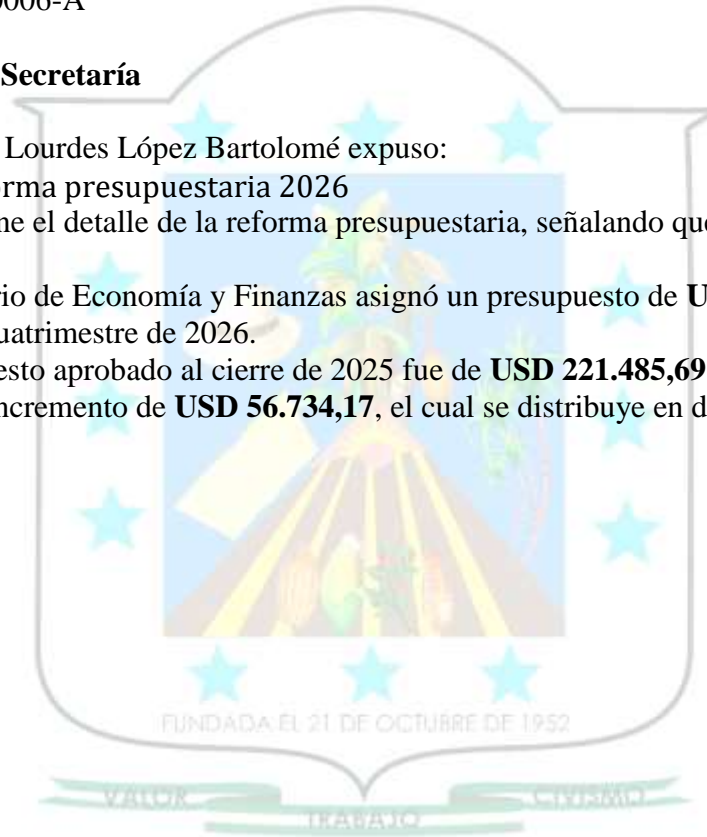 0006-A
Secretaría
Lourdes López Bartolomé expuso:
orma presupuestaria 2026
ne el detalle de la reforma presupuestaria, señalando que
rio de Economía y Finanzas asignó un presupuesto de U
uatrimestre de 2026.
esto aprobado al cierre de 2025 fue de USD 221.485,69
ncremento de USD 56.734,17, el cual se distribuye en d
FUNDADA EL 21 DE OCTUBRE DE 1952
VALOR
TRABAJO
CIVISMO